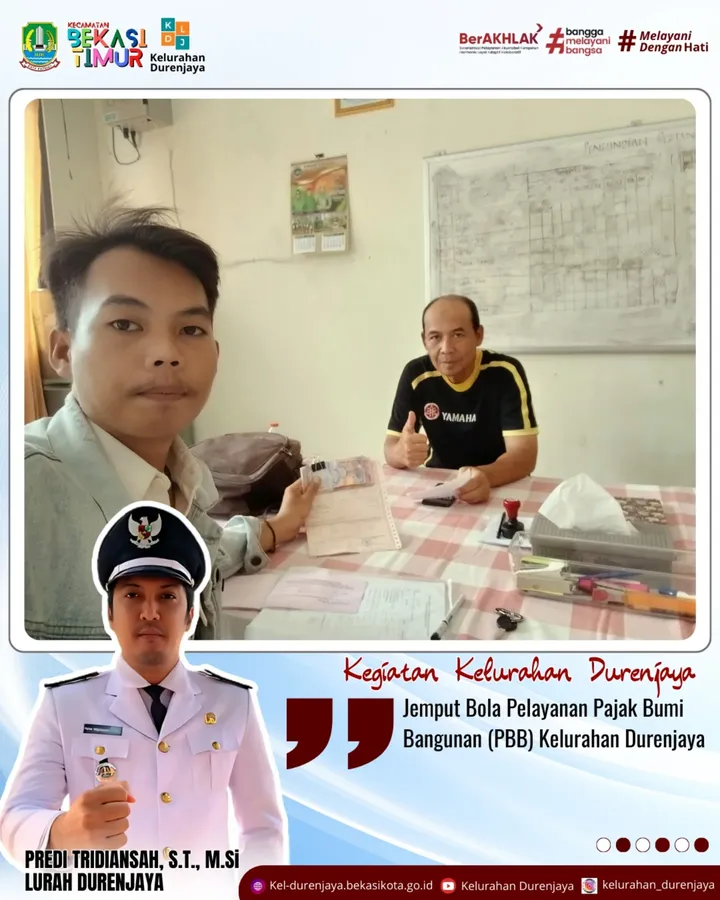 KECAMATAN
BEKASI
TIMUR
K L
D J
Kelurahan
Durenjaya
BerAKHLAK
#bangga
melayani
bangsa
#Melayani
Dengan Hati
YAMAHA
Kegiatan Kelurahan Durenjaya
Jemput Bola Pelayanan Pajak Bumi
Bangunan (PBB) Kelurahan Durenjaya
PREDI TRIDIANSAH, S.T., M.Si
LURAH DURENJAYA
Kel-durenjaya.bekasikota.go.id
Kelurahan Durenjaya
kelurahan_durenjaya